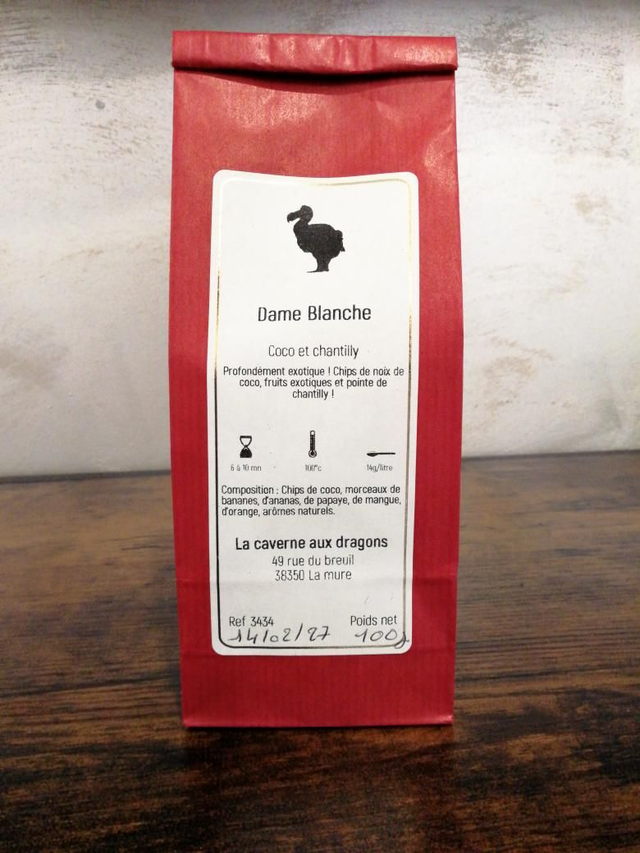 Dame Blanche
Coco et chantilly
Profondément exotique ! Chips de noix de
coco, fruits exotiques et pointe de
chantilly !
6 à 10 mn
100°c
14g/litre
Composition : Chips de coco, morceaux de
bananes, d'ananas, de papaye, de mangue,
d'orange, arômes naturels.
La caverne aux dragons
49 rue du breuil
38350 La mure
Ref 3434
Poids net
14/02/27
100g